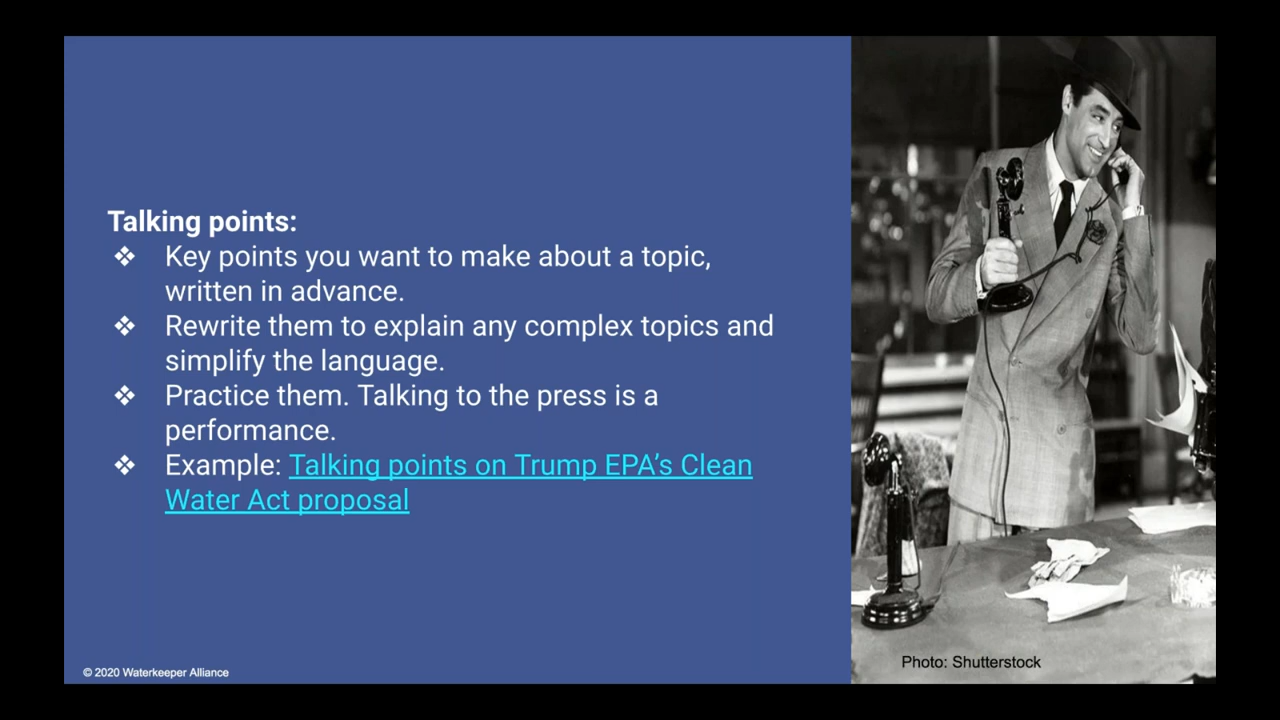 Talking points:
❖ Key points you want to make about a topic,
written in advance.
❖ Rewrite them to explain any complex topics and
simplify the language.
❖ Practice them. Talking to the press is a
performance.
❖ Example: Talking points on Trump EPA’s Clean
Water Act proposal
© 2020 Waterkeeper Alliance
Photo: Shutterstock